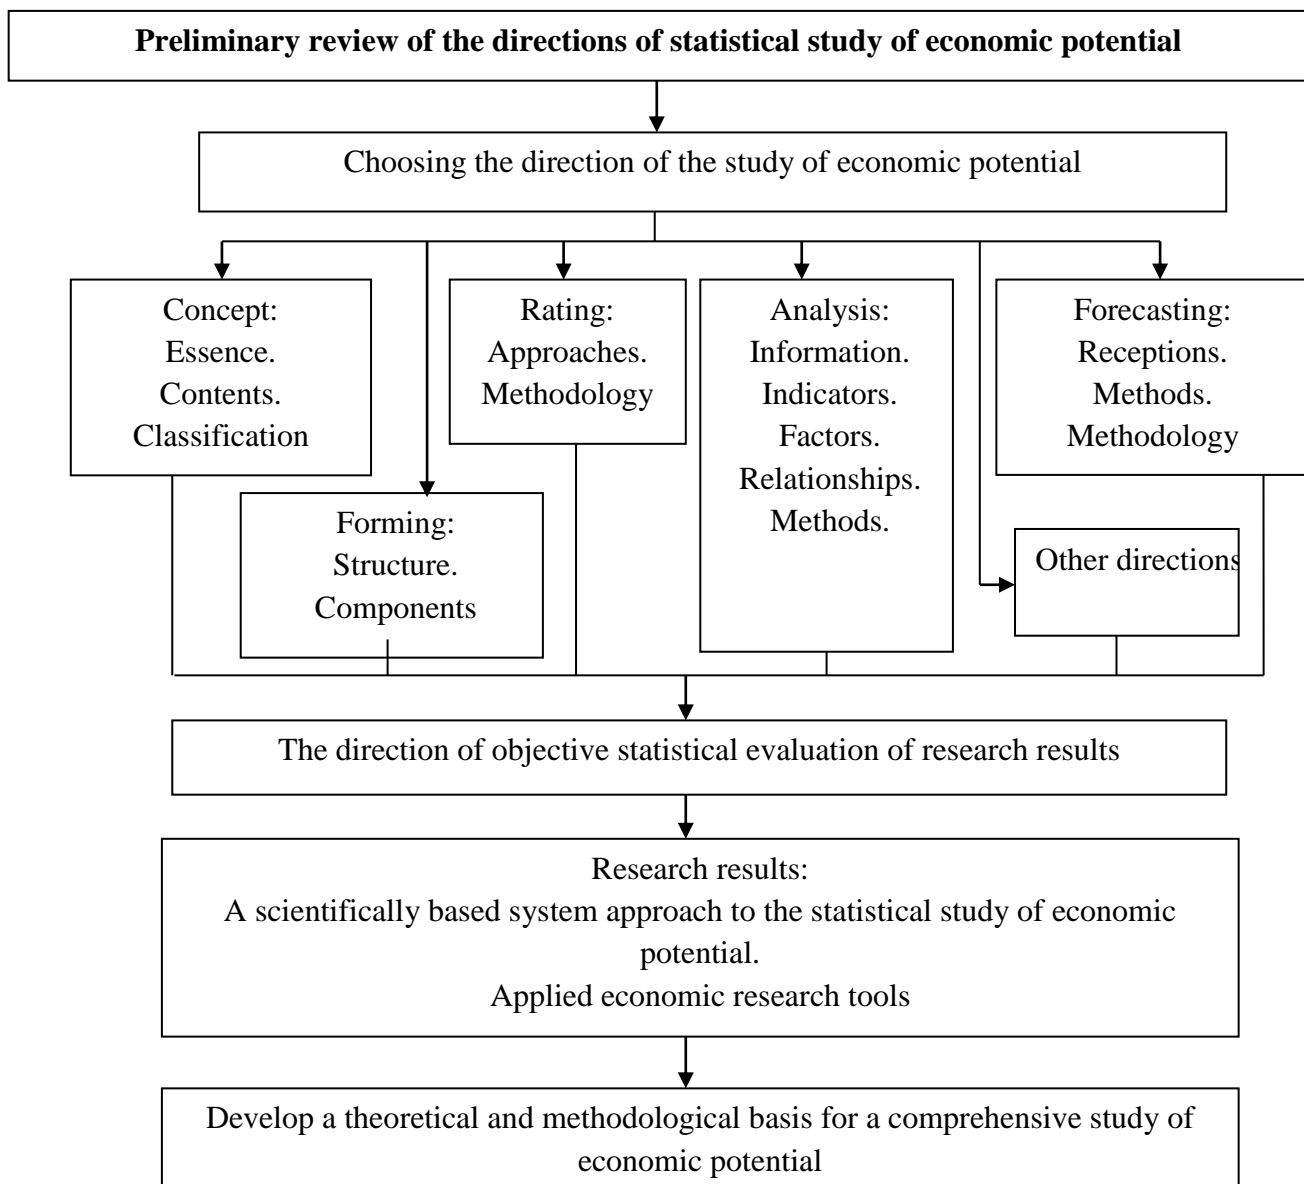 Preliminary review of the directions of statistical study of economic potential
Choosing the direction of the study of economic potential
Concept:
Essence.
Contents.
Classification
Forming:
Structure.
Components
Rating:
Approaches.
Methodology
Analysis:
Information.
Indicators.
Factors.
Relationships.
Methods.
Other directions
Forecasting:
Receptions.
Methods.
Methodology
The direction of objective statistical evaluation of research results
Research results:
A scientifically based system approach to the statistical study of economic
potential.
Applied economic research tools
Develop a theoretical and methodological basis for a comprehensive study of
economic potential